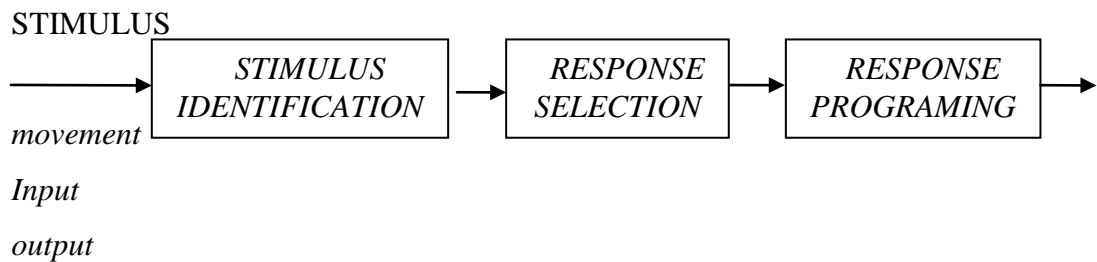 STIMULUS
STIMULUS
IDENTIFICATION
RESPONSE
SELECTION
RESPONSE
PROGRAMING
movement
Input
output